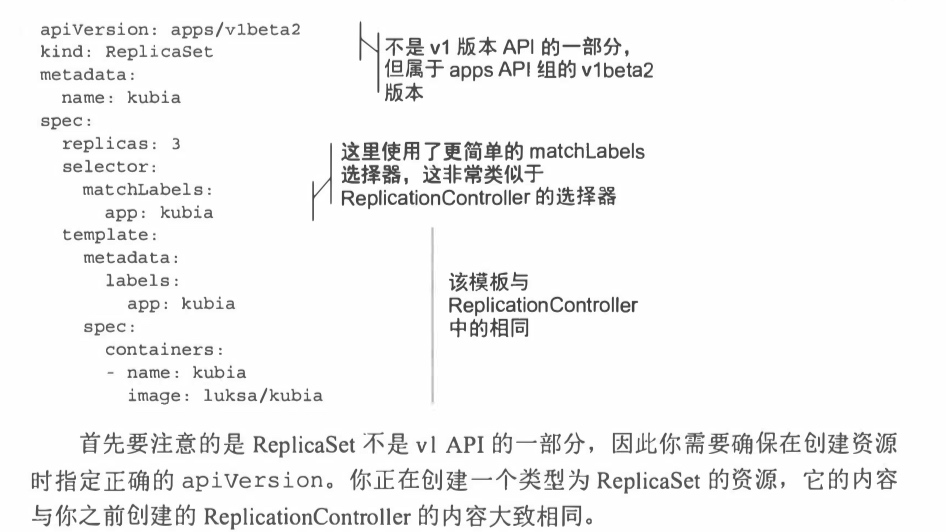 apiVersion: apps/v1beta2
kind: ReplicaSet
metadata:
  name: kubia
spec:
  replicas: 3
  selector:
    matchLabels:
      app: kubia
  template:
    metadata:
      labels:
        app: kubia
    spec:
      containers:
      - name: kubia
        image: luksa/kubia
不是 v1 版本 API 的一部分，
但属于 apps API 组的 v1beta2
版本
这里使用了更简单的 matchLabels
选择器，这非常类似于
ReplicationController 的选择器
该模板与
ReplicationController
中的相同
首先要注意的是 ReplicaSet 不是 v1 API 的一部分，因此你需要确保在创建资源
时指定正确的 apiVersion。你正在创建一个类型为 ReplicaSet 的资源，它的内容
与你之前创建的 ReplicationController 的内容大致相同。